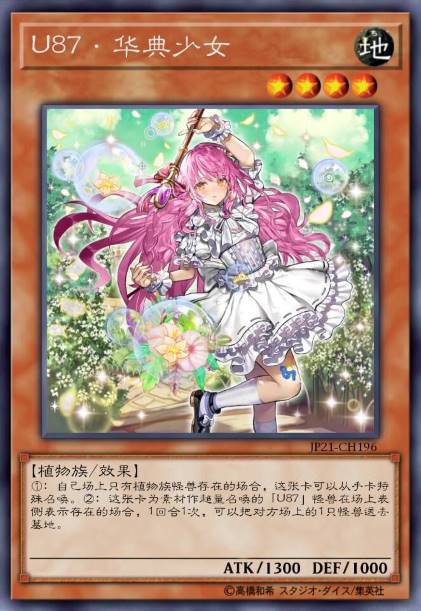 U87・华典少女
地
JP21-CH196
【植物族/效果】
①：自己场上只有植物族怪兽存在的场合，这张卡可以从手卡特
殊召唤。②：这张卡为素材作超量召唤的「U87」怪兽在场上表
侧表示存在的场合，1回合1次，可以把对方场上的1只怪兽送去
墓地。
ATK/1300 DEF/1000
©高橋和希 スタジオ・ダイス/集英社